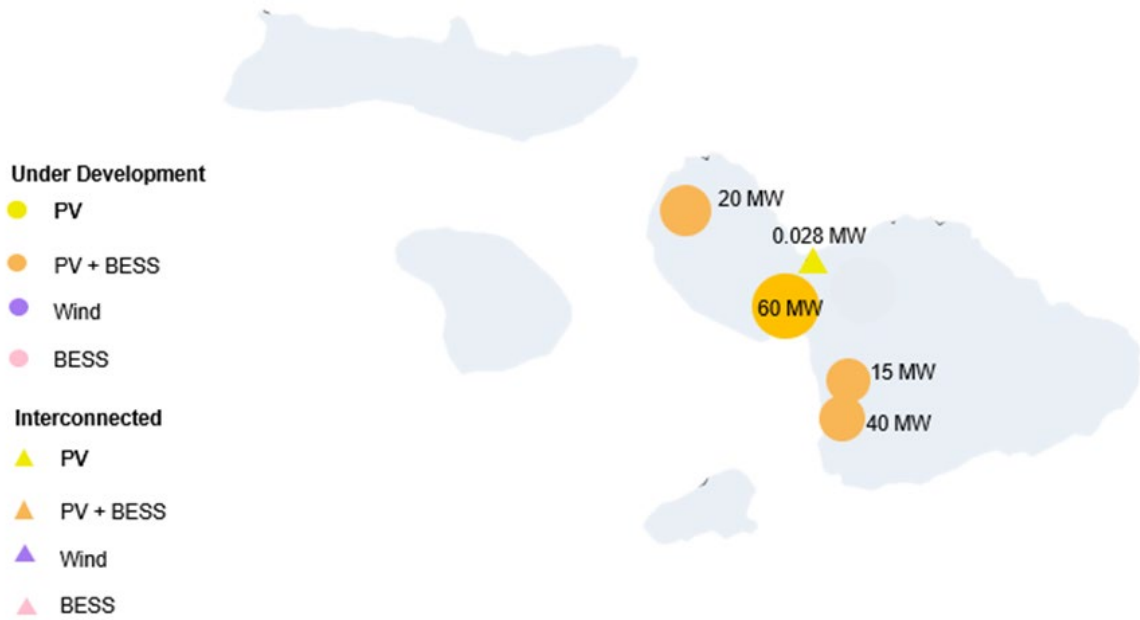 Under Development
PV
PV + BESS
Wind
BESS
Interconnected
PV
PV + BESS
Wind
BESS
20 MW
0.028 MW
60 MW
15 MW
40 MW